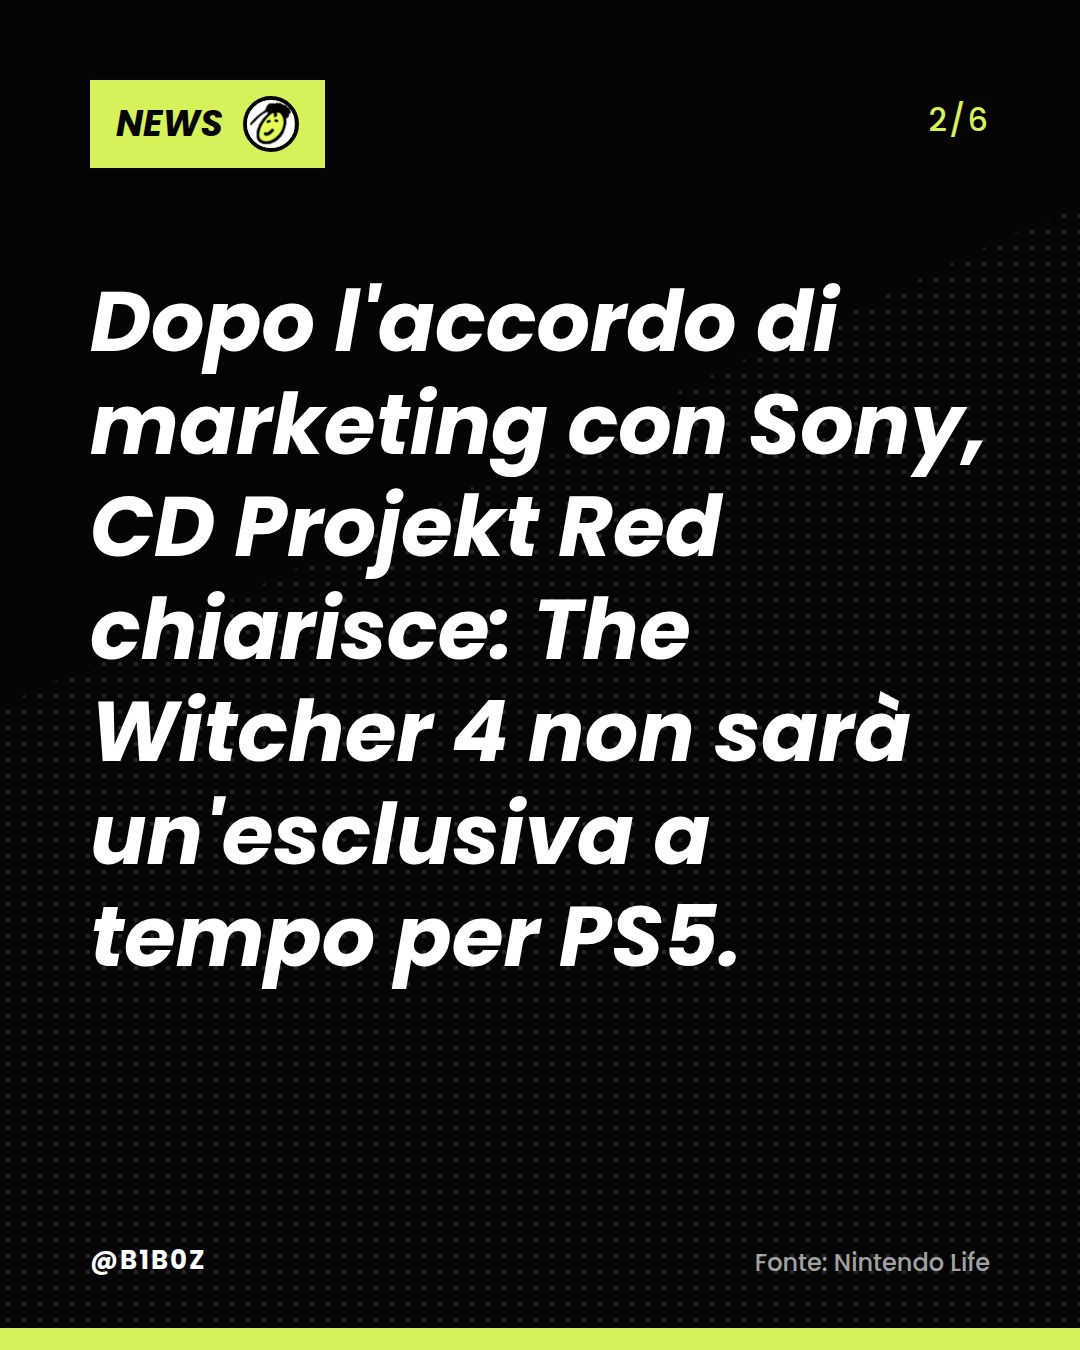 NEWS
2/6
Dopo l'accordo di
marketing con Sony,
CD Projekt Red
chiarisce: The
Witcher 4 non sarà
un'esclusiva a
tempo per PS5.
@B1B0Z
Fonte: Nintendo Life